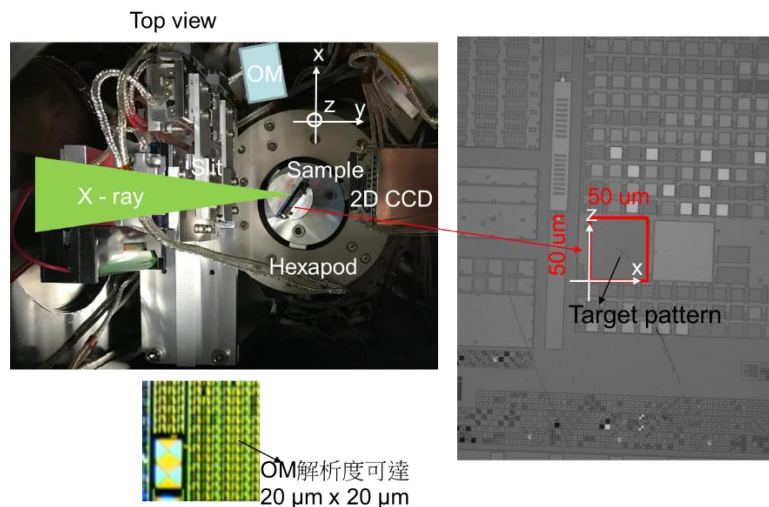 Top view
OM
x
z
y
Slit
Sample
X - ray
2D CCD
Hexapod
50 um
50 um
z
x
Target pattern
OM解析度可達
20 μm x 20 μm